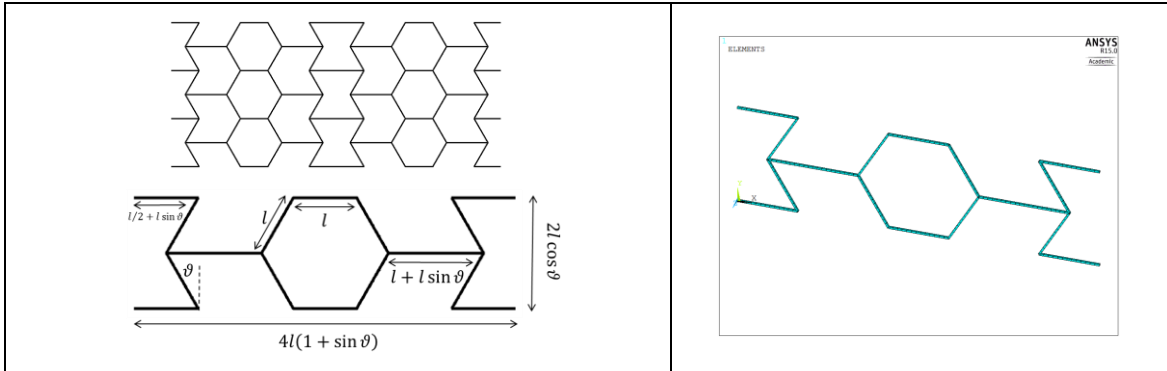 ELEMENTS
ANSYS
R15.0
Academic
Y
X
l/2 + l sin ϑ
l
l
2l cos ϑ
ϑ
l + l sin ϑ
4l(1 + sin ϑ)